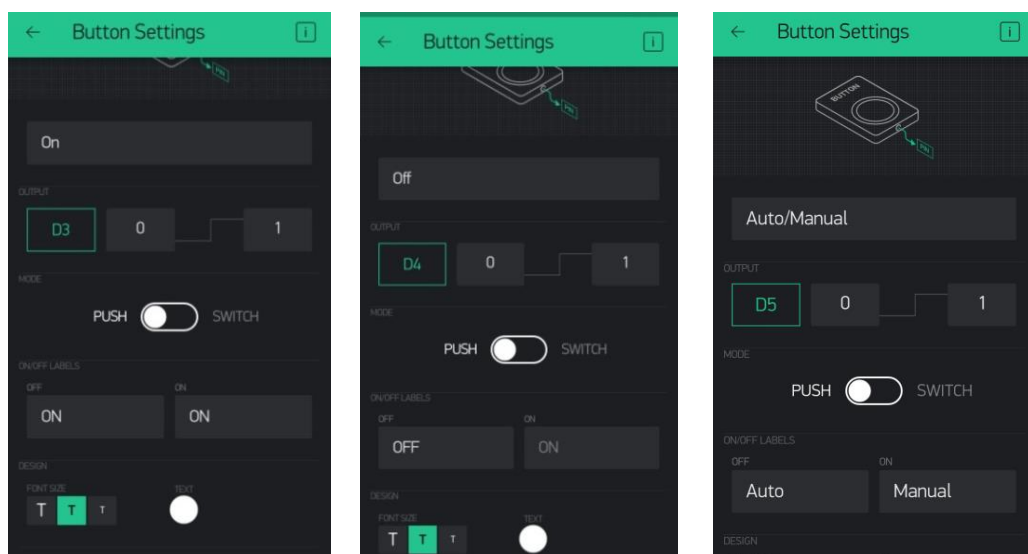 Button Settings i
PIN
On
OUTPUT
D3 0 1
MODE
PUSH SWITCH
ON/OFF LABELS
OFF ON
ON ON
DESIGN
FONT SIZE TEXT
T T T
Button Settings i
PIN
Off
OUTPUT
D4 0 1
MODE
PUSH SWITCH
ON/OFF LABELS
OFF ON
OFF ON
DESIGN
FONT SIZE TEXT
T T T
Button Settings i
BUTTON
PIN
Auto/Manual
OUTPUT
D5 0 1
MODE
PUSH SWITCH
ON/OFF LABELS
OFF ON
Auto Manual
DESIGN